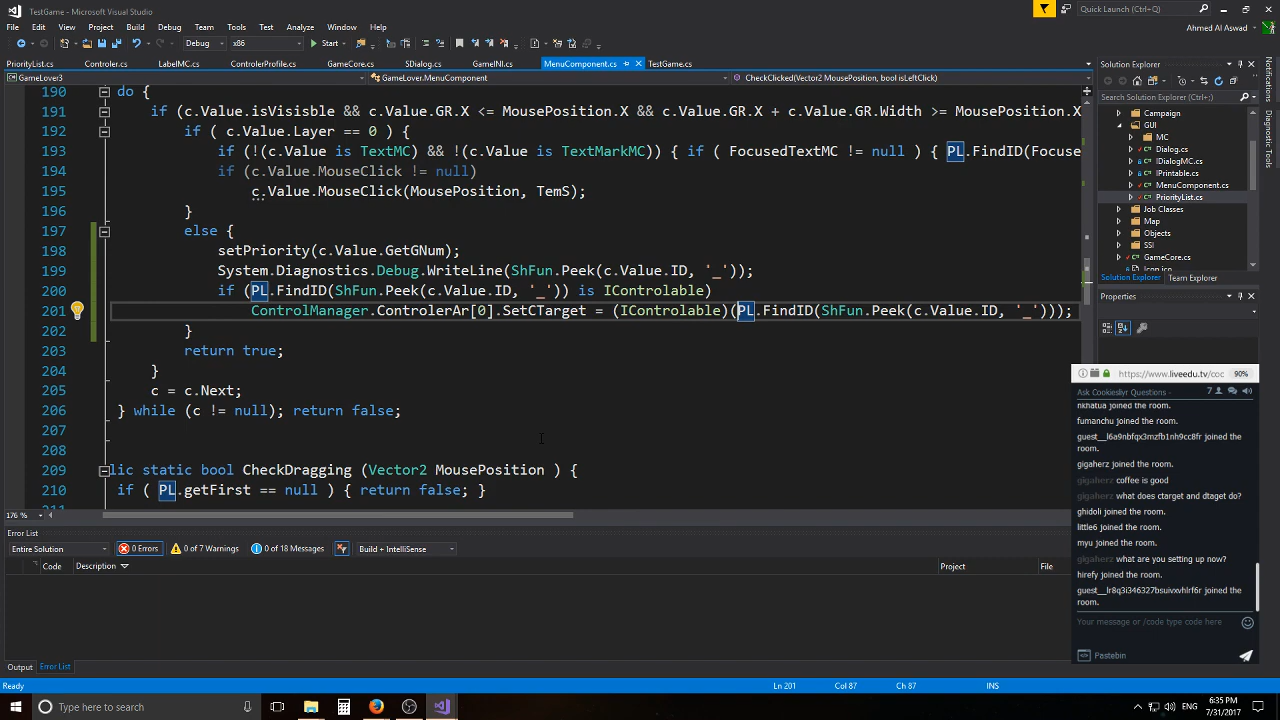 TestGame - Microsoft Visual Studio
Quick Launch (Ctrl+Q)
File Edit View Project Build Debug Team Tools Test Analyze Window Help
Ahmed Al Aswad
Debug x86 Start
PriorityList.cs Controler.cs LabelMC.cs ControlerProfile.cs GameCore.cs SDialog.cs GameINI.cs MenuComponent.cs TestGame.cs
GameLover3 GameLover.MenuComponent CheckClicked(Vector2 MousePosition, bool isLeftClick)
190 do {
191 if (c.Value.isVisisble && c.Value.GR.X <= MousePosition.X && c.Value.GR.X + c.Value.GR.Width >= MousePosition.X
192 if ( c.Value.Layer == 0 ) {
193 if (!(c.Value is TextMC) && !(c.Value is TextMarkMC)) { if ( FocusedTextMC != null ) { PL.FindID(Focuse
194 if (c.Value.MouseClick != null)
195 c.Value.MouseClick(MousePosition, TemS);
196 }
197 else {
198 setPriority(c.Value.GetGNum);
199 System.Diagnostics.Debug.WriteLine(ShFun.Peek(c.Value.ID, '_'));
200 if (PL.FindID(ShFun.Peek(c.Value.ID, '_')) is IControlable)
201 ControlManager.ControlerAr[0].SetCTarget = (IControlable)(PL.FindID(ShFun.Peek(c.Value.ID, '_')));
202 }
203 return true;
204 }
205 c = c.Next;
206 } while (c != null); return false;
207
208
209 lic static bool CheckDragging (Vector2 MousePosition ) {
210 if ( PL.getFirst == null ) { return false; }
211
176 %
Error List
Entire Solution 0 Errors 0 of 7 Warnings 0 of 18 Messages Build + IntelliSense
Code Description Project File
Output Error List
Ready Ln 201 Col 87 Ch 87 INS
Solution Explorer
Search Solution Explorer (Ctrl+;)
Campaign
GUI
MC
Dialog.cs
IDialogMC.cs
IPrintable.cs
MenuComponent.cs
PriorityList.cs
Job Classes
Map
Objects
SSI
GameCore.cs
Icon.ico
Solution Explorer Team Explorer
Properties
Notifications
Diagnostic Tools
https://www.liveedu.tv/coc 90%
Ask Cookieslyr Questions - 7
nkhatua joined the room.
fumanchu joined the room.
guest__l6a9nbfqx3mzfb1nh9cc8fr joined the
room.
gigaherz joined the room.
gigaherz coffee is good
gigaherz what does ctarget and dtaget do?
ghidoli joined the room.
little6 joined the room.
myu joined the room.
gigaherz what are you setting up now?
hirefy joined the room.
guest__lr8q3i346327bsuivxvhlrf6r joined the
room.
Your message or /code type code here
Pastebin
Type here to search
6:35 PM
7/31/2017